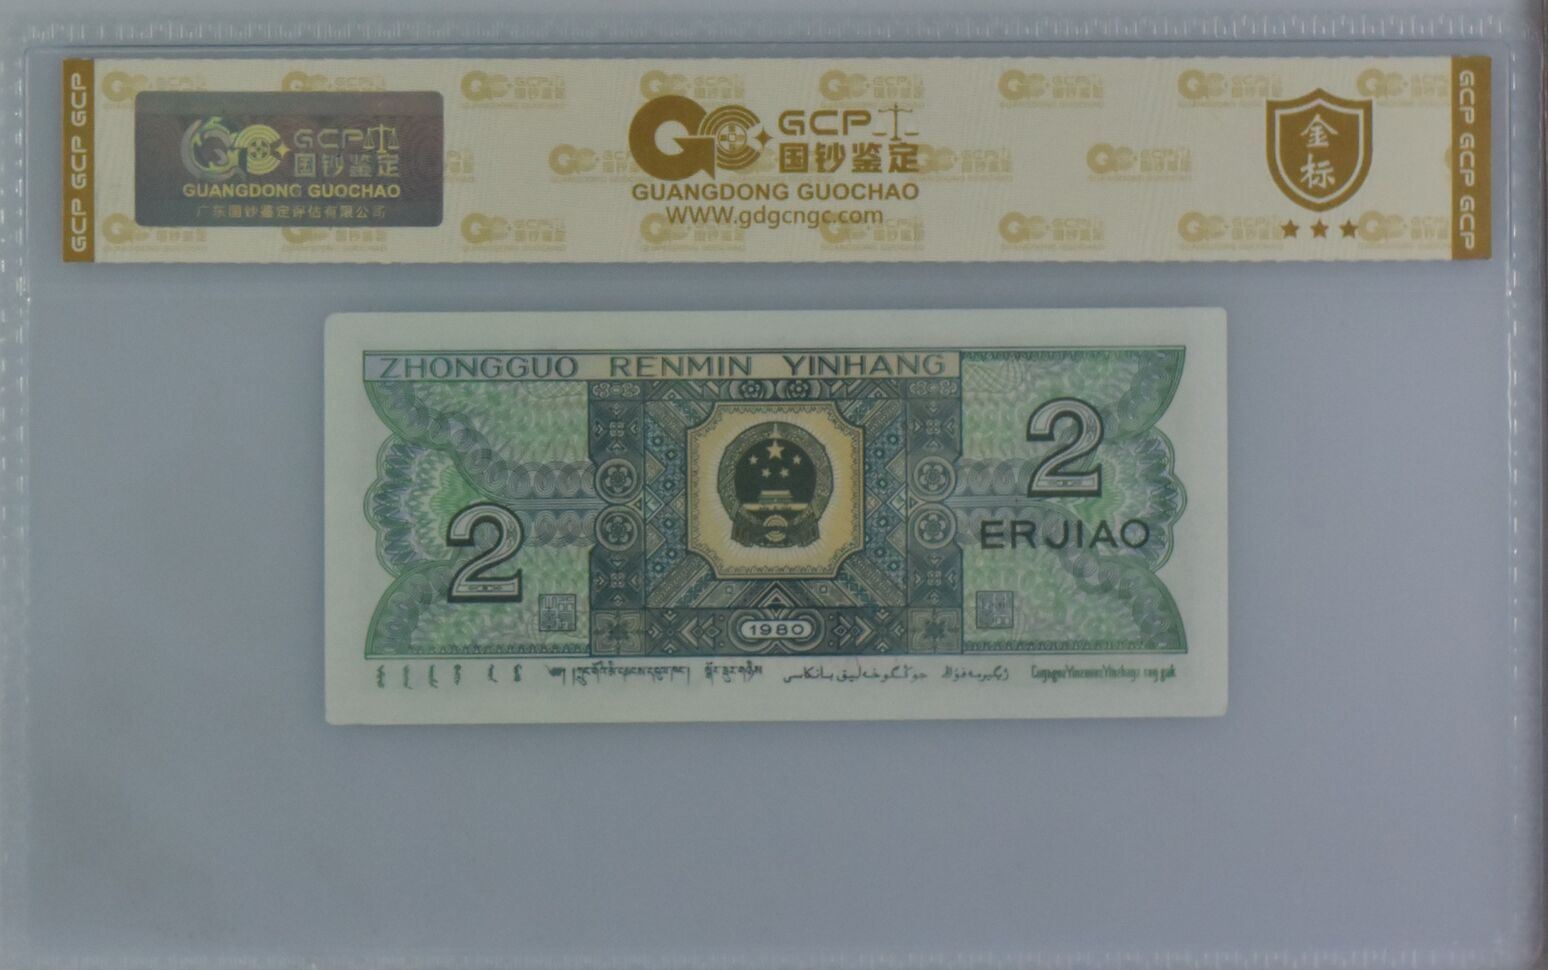 GCP GCP GCP
GCP
国钞鉴定
GUANGDONG GUOCHAO
广东国钞鉴定评估有限公司
GCP
国钞鉴定
GUANGDONG GUOCHAO
WWW.gdgcngc.com
金
标
GCP GCP GCP
ZHONGGUO RENMIN YINHANG
2
2
ERJIAO
1980